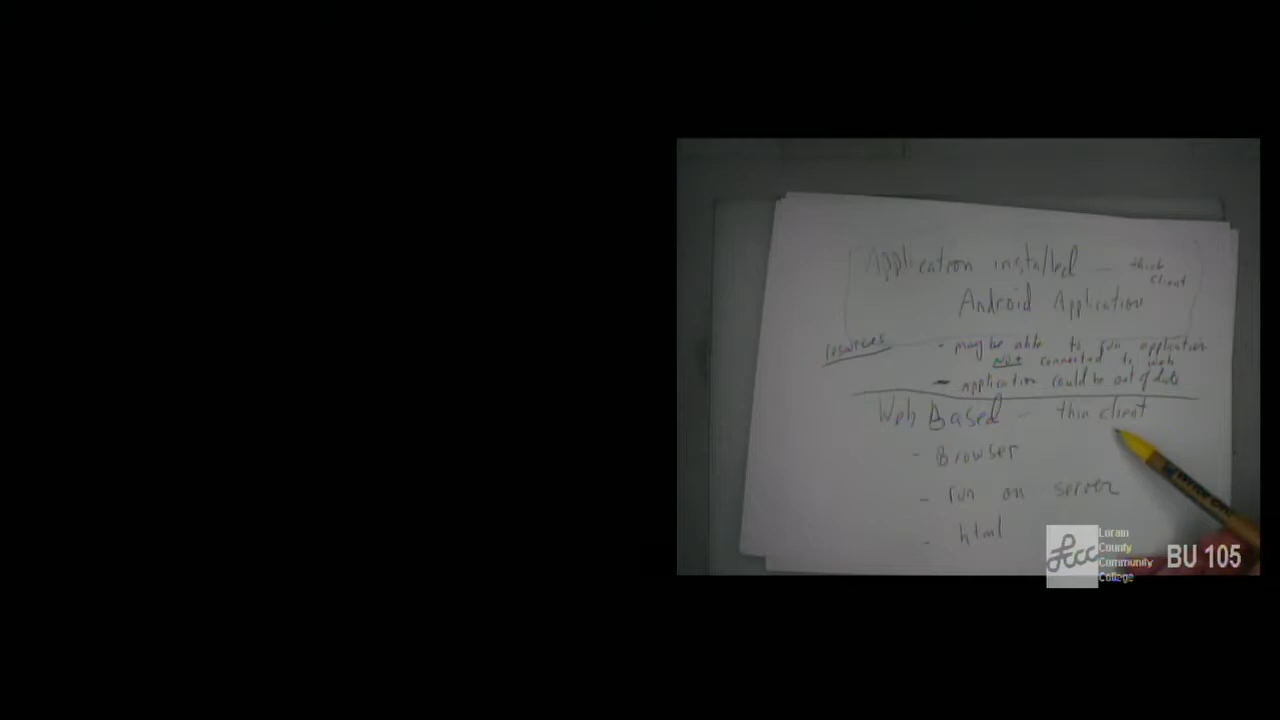 Application installed - thick
client
Android Application
resources - may be able to run application
Not connected to web
- application could be out of date
Web Based - thin client
- Browser
- run on server
- html
Lorain
County
Community
College
lccc
BU 105